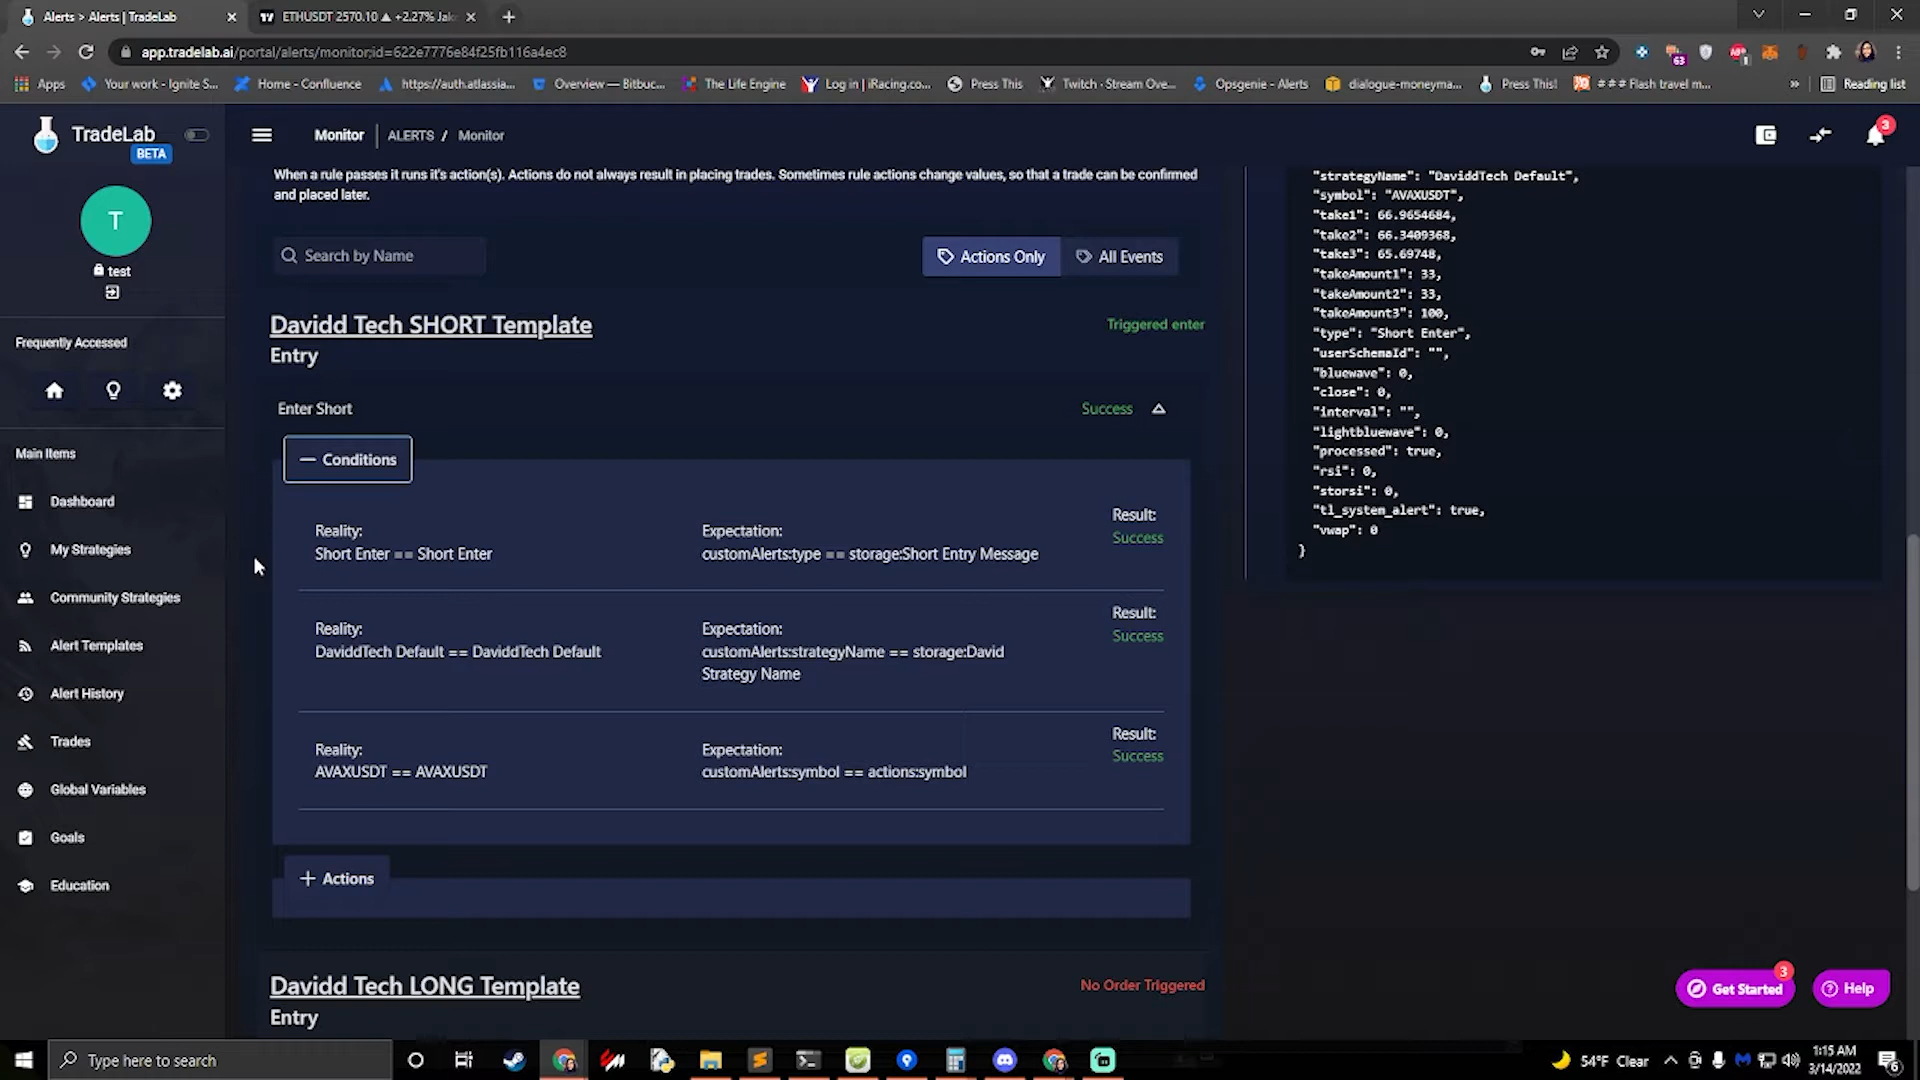 Alerts > Alerts | TradeLab
ETHUSDT 2570.10 ▲ +2.27%
app.tradelab.ai/portal/alerts/monitor;id=622e7776e84f25fb116a4ec8
63
1
Apps
Your work - Ignite S...
Home - Confluence
https://auth.atlassia...
Overview — Bitbuc...
The Life Engine
Log in | iRacing.co...
Press This
Twitch - Stream Ove...
Opsgenie - Alerts
dialogue-moneyma...
Press This!
# # # Flash travel m...
»
Reading list
TradeLab
BETA
Monitor
ALERTS / Monitor
3
T
test
Frequently Accessed
Main Items
Dashboard
My Strategies
Community Strategies
Alert Templates
Alert History
Trades
Global Variables
Goals
Education
When a rule passes it runs it's action(s). Actions do not always result in placing trades. Sometimes rule actions change values, so that a trade can be confirmed
and placed later.
Search by Name
Actions Only
All Events
Davidd Tech SHORT Template
Triggered enter
Entry
Enter Short
Success
— Conditions
Reality:
Short Enter == Short Enter
Expectation:
customAlerts:type == storage:Short Entry Message
Result:
Success
Reality:
DaviddTech Default == DaviddTech Default
Expectation:
customAlerts:strategyName == storage:David
Strategy Name
Result:
Success
Reality:
AVAXUSDT == AVAXUSDT
Expectation:
customAlerts:symbol == actions:symbol
Result:
Success
+ Actions
Davidd Tech LONG Template
No Order Triggered
Entry
"strategyName": "DaviddTech Default",
"symbol": "AVAXUSDT",
"take1": 66.9654684,
"take2": 66.3409368,
"take3": 65.69748,
"takeAmount1": 33,
"takeAmount2": 33,
"takeAmount3": 100,
"type": "Short Enter",
"userSchemaId": "",
"bluewave": 0,
"close": 0,
"interval": "",
"lightbluewave": 0,
"processed": true,
"rsi": 0,
"storsi": 0,
"tl_system_alert": true,
"vwap": 0
}
Get Started
3
Help
Type here to search
54°F Clear
1:15 AM
3/14/2022
6